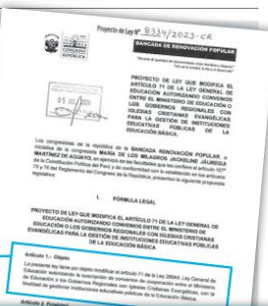 Proyecto de Ley N° 8334/2023-CR
BANCADA DE RENOVACIÓN POPULAR
PROYECTO DE LEY QUE MODIFICA EL
ARTÍCULO 71 DE LA LEY GENERAL DE
EDUCACIÓN AUTORIZANDO CONVENIOS
ENTRE EL MINISTERIO DE EDUCACIÓN O
LOS GOBIERNOS REGIONALES CON
IGLESIAS CRISTIANAS EVANGÉLICAS
PARA LA GESTIÓN DE INSTITUCIONES
EDUCATIVAS PÚBLICAS DE LA
EDUCACIÓN BÁSICA.
Los congresistas de la república de la BANCADA RENOVACIÓN POPULAR, a
iniciativa de la congresista MARÍA DE LOS MILAGROS JACKELINE JÁUREGUI
MARTÍNEZ DE AGUAYO, en ejercicio de las facultades que les confiere el artículo 107°
de la Constitución Política del Perú y de conformidad con lo establecido en los artículos
75 y 76 del Reglamento del Congreso de la República, presentan la siguiente propuesta
legislativa:
I. FÓRMULA LEGAL
PROYECTO DE LEY QUE MODIFICA EL ARTÍCULO 71 DE LA LEY GENERAL DE
EDUCACIÓN AUTORIZANDO CONVENIOS ENTRE EL MINISTERIO DE
EDUCACIÓN O LOS GOBIERNOS REGIONALES CON IGLESIAS CRISTIANAS
EVANGÉLICAS PARA LA GESTIÓN DE INSTITUCIONES EDUCATIVAS PÚBLICAS
DE LA EDUCACIÓN BÁSICA
Artículo 1.- Objeto
La presente ley tiene por objeto modificar el artículo 71 de la Ley 28044, Ley General de
Educación autorizando la suscripción de convenios de cooperación entre el Ministerio
de Educación o los Gobiernos Regionales con Iglesias Cristianas Evangélicas, con la
finalidad de gestionar instituciones educativas públicas de la Educación Básica.